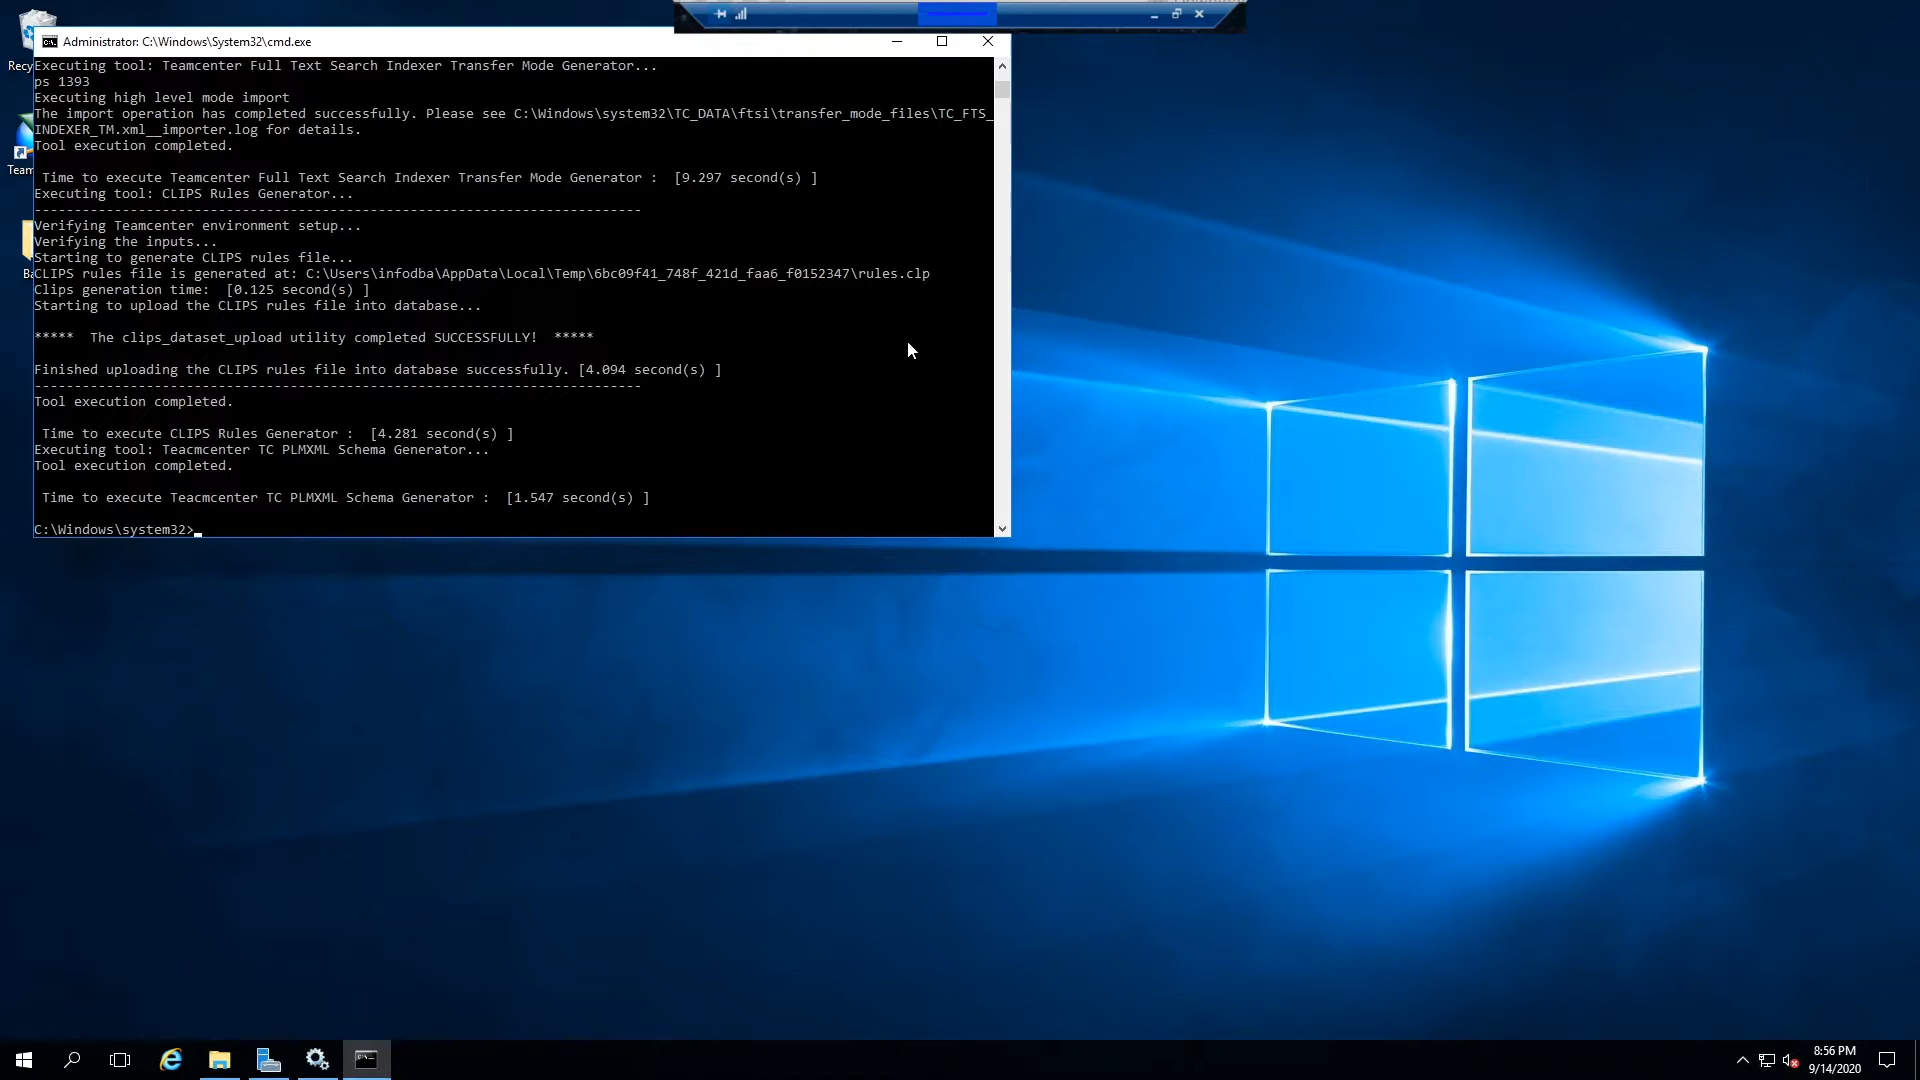 Administrator: C:\Windows\System32\cmd.exe
Executing tool: Teamcenter Full Text Search Indexer Transfer Mode Generator...
ps 1393
Executing high level mode import
The import operation has completed successfully. Please see C:\Windows\system32\TC_DATA\ftsi\transfer_mode_files\TC_FTS_
INDEXER_TM.xml__importer.log for details.
Tool execution completed.
Time to execute Teamcenter Full Text Search Indexer Transfer Mode Generator :  [9.297 second(s) ]
Executing tool: CLIPS Rules Generator...
----------------------------------------------------------------------------
Verifying Teamcenter environment setup...
Verifying the inputs...
Starting to generate CLIPS rules file...
CLIPS rules file is generated at: C:\Users\infodba\AppData\Local\Temp\6bc09f41_748f_421d_faa6_f0152347\rules.clp
Clips generation time:  [0.125 second(s) ]
Starting to upload the CLIPS rules file into database...
*****  The clips_dataset_upload utility completed SUCCESSFULLY!  *****
Finished uploading the CLIPS rules file into database successfully. [4.094 second(s) ]
----------------------------------------------------------------------------
Tool execution completed.
Time to execute CLIPS Rules Generator :  [4.281 second(s) ]
Executing tool: Teacmcenter TC PLMXML Schema Generator...
Tool execution completed.
Time to execute Teacmcenter TC PLMXML Schema Generator :  [1.547 second(s) ]
C:\Windows\system32>
Recy
Team
Ba
8:56 PM
9/14/2020